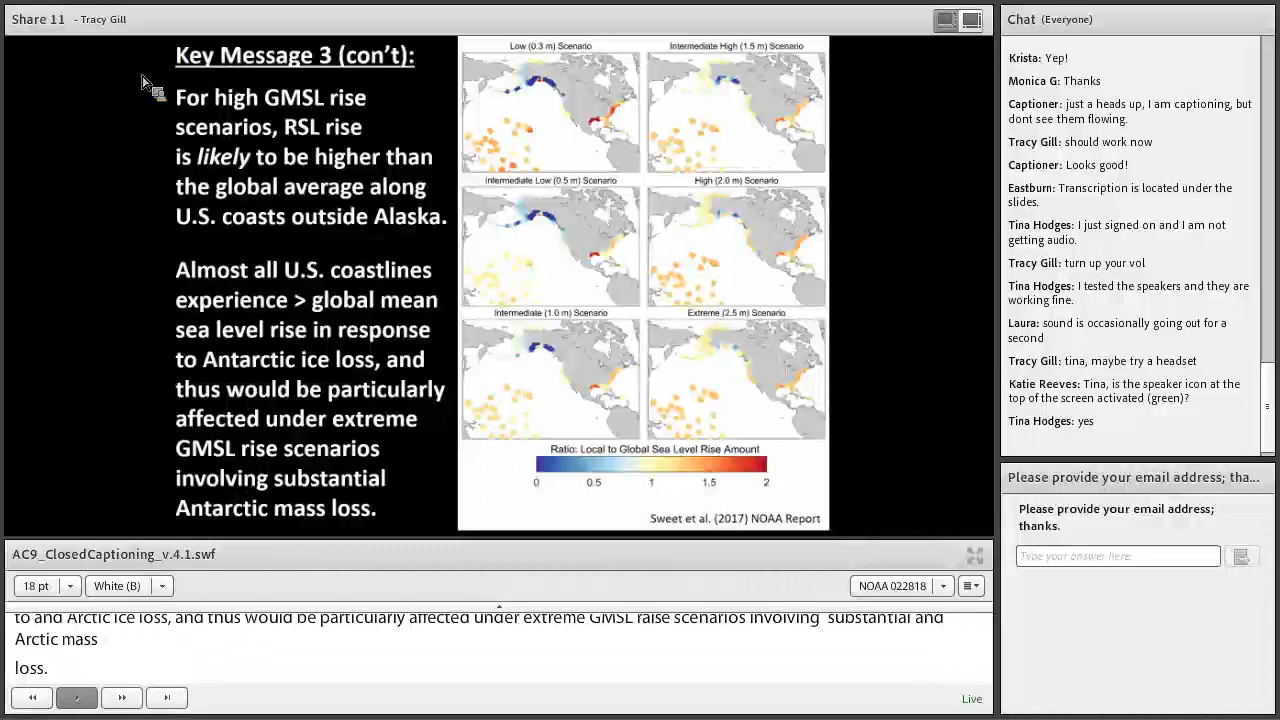 Share 11 - Tracy Gill
Key Message 3 (con't):
For high GMSL rise
scenarios, RSL rise
is likely to be higher than
the global average along
U.S. coasts outside Alaska.
Almost all U.S. coastlines
experience > global mean
sea level rise in response
to Antarctic ice loss, and
thus would be particularly
affected under extreme
GMSL rise scenarios
involving substantial
Antarctic mass loss.
Low (0.3 m) Scenario
Intermediate High (1.5 m) Scenario
Intermediate Low (0.5 m) Scenario
High (2.0 m) Scenario
Intermediate (1.0 m) Scenario
Extreme (2.5 m) Scenario
Ratio: Local to Global Sea Level Rise Amount
0 0.5 1 1.5 2
Sweet et al. (2017) NOAA Report
AC9_ClosedCaptioning_v.4.1.swf
18 pt White (B) NOAA 022818
to and Arctic ice loss, and thus would be particularly affected under extreme GMSL raise scenarios involving substantial and
Arctic mass
loss.
Live
Chat (Everyone)
Krista: Yep!
Monica G: Thanks
Captioner: just a heads up, I am captioning, but
dont see them flowing.
Tracy Gill: should work now
Captioner: Looks good!
Eastburn: Transcription is located under the
slides.
Tina Hodges: I just signed on and I am not
getting audio.
Tracy Gill: turn up your vol
Tina Hodges: I tested the speakers and they are
working fine.
Laura: sound is occasionally going out for a
second
Tracy Gill: tina, maybe try a headset
Katie Reeves: Tina, is the speaker icon at the
top of the screen activated (green)?
Tina Hodges: yes
Please provide your email address; tha...
Please provide your email address;
thanks.
Type your answer here: